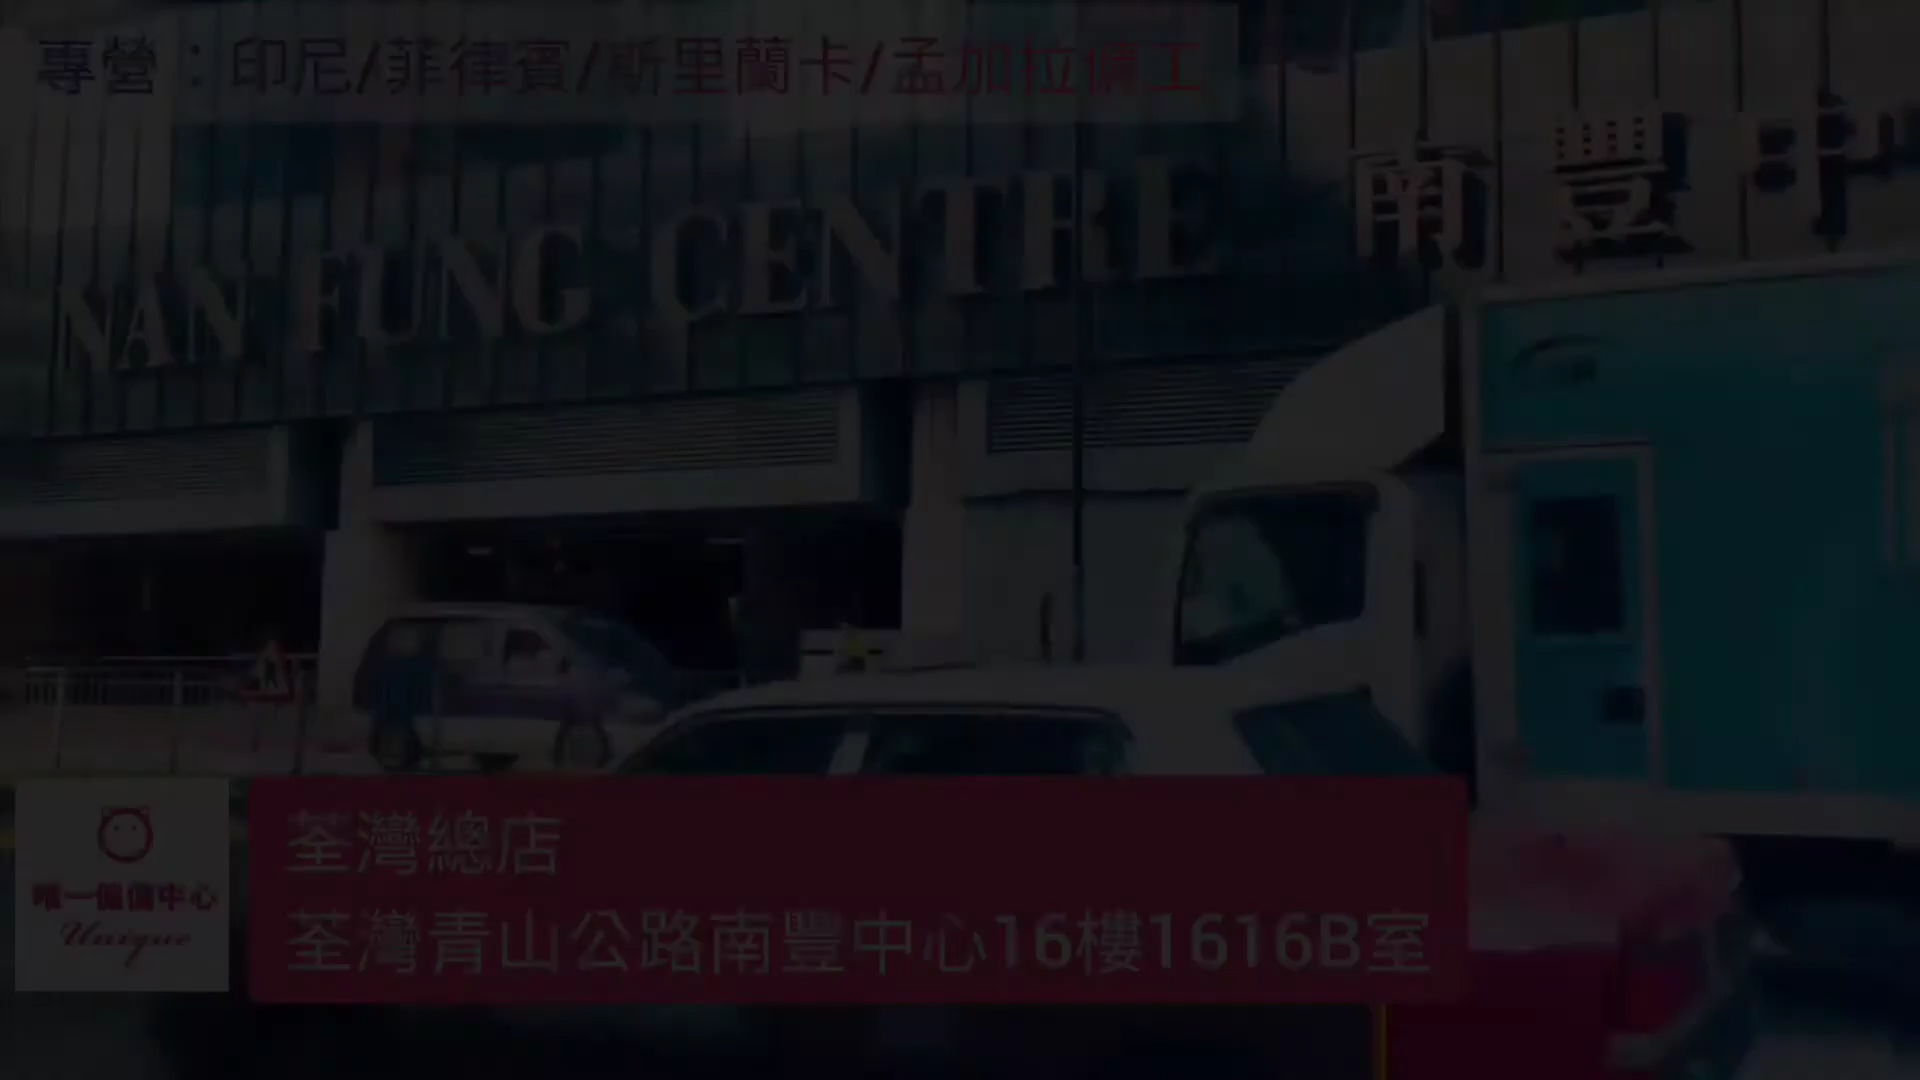 專營：印尼/菲律賓/斯里蘭卡/孟加拉傭工
NAN FUNG CENTRE 南豐中
荃灣總店
荃灣青山公路南豐中心16樓1616B室
唯一僱傭中心
Unique